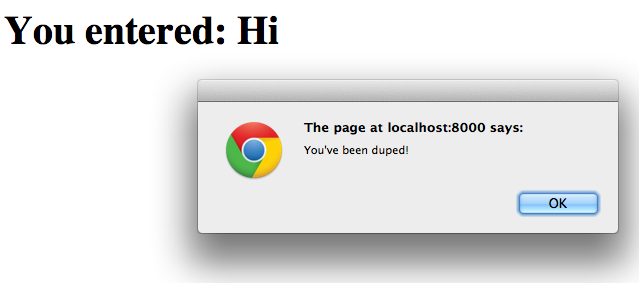 You entered: Hi
The page at localhost:8000 says:
You've been duped!
OK